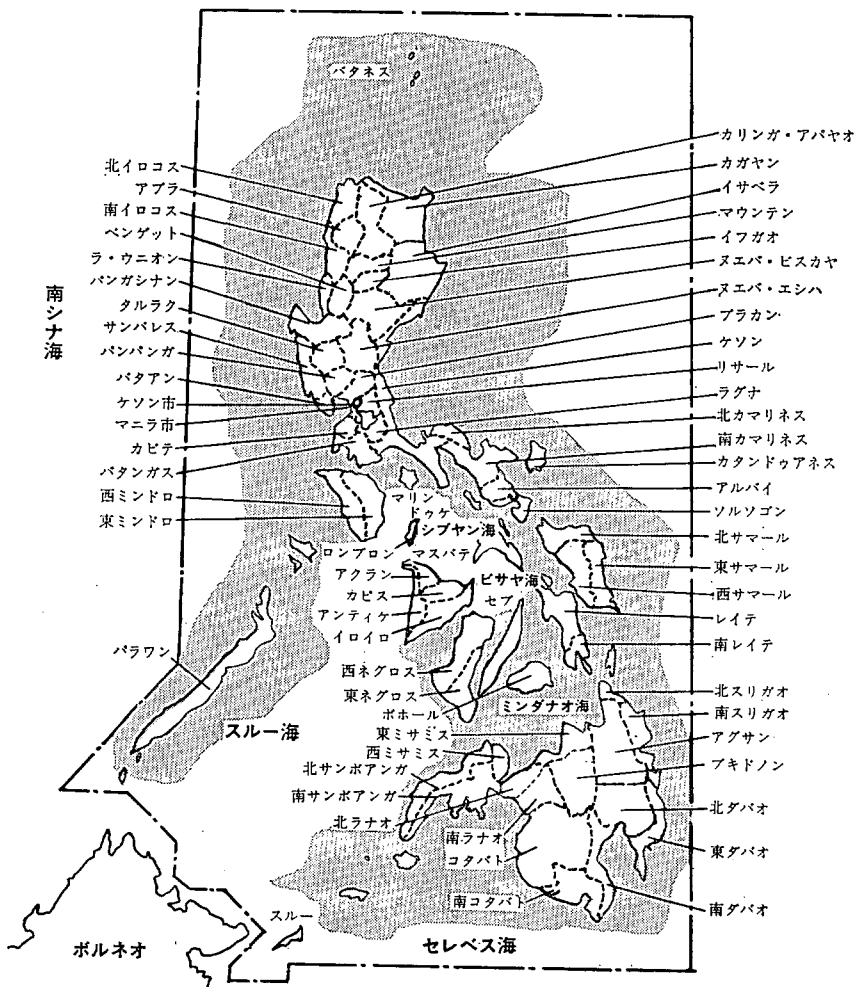 バタネス
北イロコス
アブラ
南イロコス
ベンゲット
ラ・ウニオン
パンガシナン
タルラク
サンバレス
パンパンガ
バタアン
ケソン市
マニラ市
カビテ
バタンガス
西ミンドロ
東ミンドロ
南シナ海
カリンガ・アパヤオ
カガヤン
イサベラ
マウンテン
イフガオ
ヌエバ・ビスカヤ
ヌエバ・エシハ
ブラカン
ケソン
リサール
ラグナ
北カマリネス
南カマリネス
カタンドゥアネス
アルバイ
ソルソゴン
北サマール
東サマール
西サマール
レイテ
南レイテ
マリン
ドゥケ
シブヤン海
ロンブロン
マスバテ
アクラン
カピス
アンティケ
イロイロ
ビサヤ海
セブ
パラワン
西ネグロス
東ネグロス
ボホール
ミンダナオ海
スルー海
東ミサミス
西ミサミス
北サンボアンガ
南サンボアンガ
北ラナオ
南ラナオ
コタバト
南コタバト
北スリガオ
南スリガオ
アグサン
ブキドノン
北ダバオ
東ダバオ
南ダバオ
スルー
ボルネオ
セレベス海